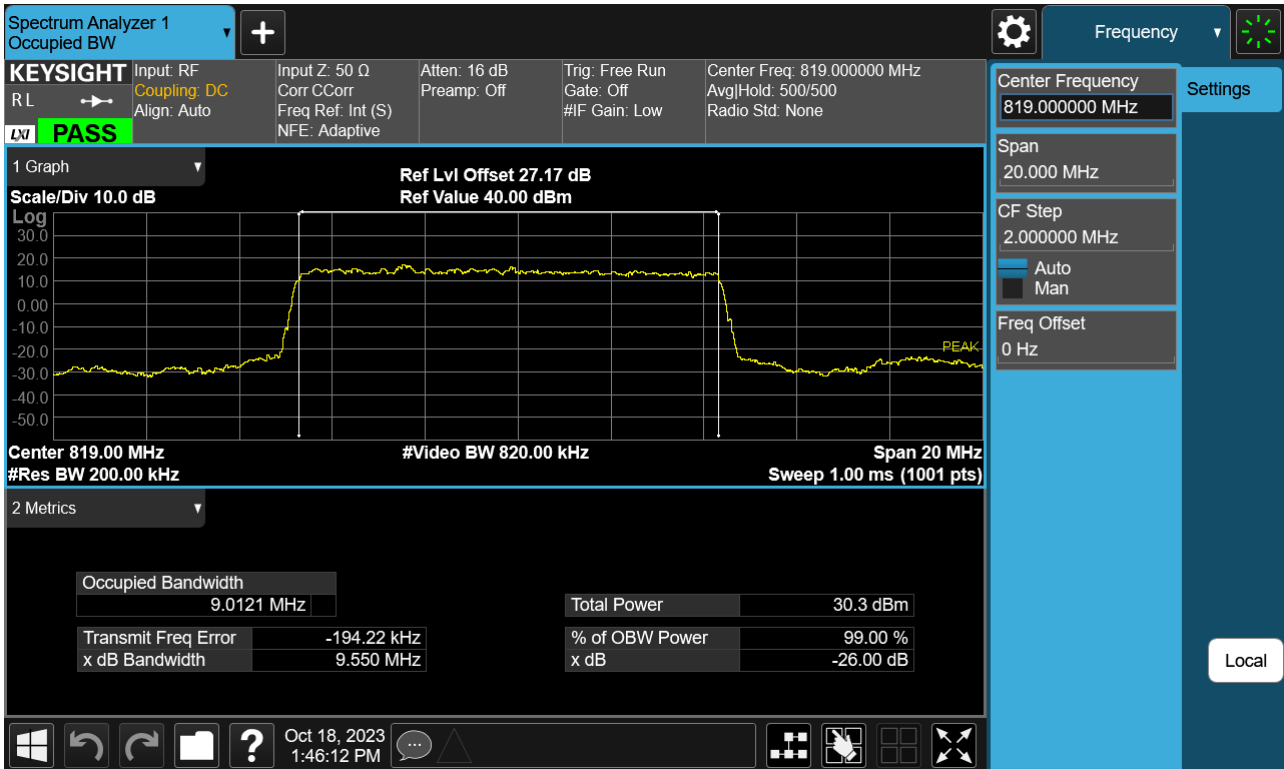 Spectrum Analyzer 1
Occupied BW
Frequency
KEYSIGHT
R L
LXI PASS
Input: RF
Coupling: DC
Align: Auto
Input Z: 50 Ω
Corr CCorr
Freq Ref: Int (S)
NFE: Adaptive
Atten: 16 dB
Preamp: Off
Trig: Free Run
Gate: Off
#IF Gain: Low
Center Freq: 819.000000 MHz
Avg|Hold: 500/500
Radio Std: None
Center Frequency
819.000000 MHz
Settings
Span
20.000 MHz
CF Step
2.000000 MHz
Auto
Man
Freq Offset
0 Hz
1 Graph
Scale/Div 10.0 dB
Ref Lvl Offset 27.17 dB
Ref Value 40.00 dBm
Log
30.0
20.0
10.0
0.00
-10.0
-20.0
-30.0
-40.0
-50.0
PEAK
Center 819.00 MHz
#Video BW 820.00 kHz
Span 20 MHz
#Res BW 200.00 kHz
Sweep 1.00 ms (1001 pts)
2 Metrics
Occupied Bandwidth
9.0121 MHz
Total Power 30.3 dBm
Transmit Freq Error -194.22 kHz
% of OBW Power 99.00 %
x dB Bandwidth 9.550 MHz
x dB -26.00 dB
Local
?
Oct 18, 2023
1:46:12 PM